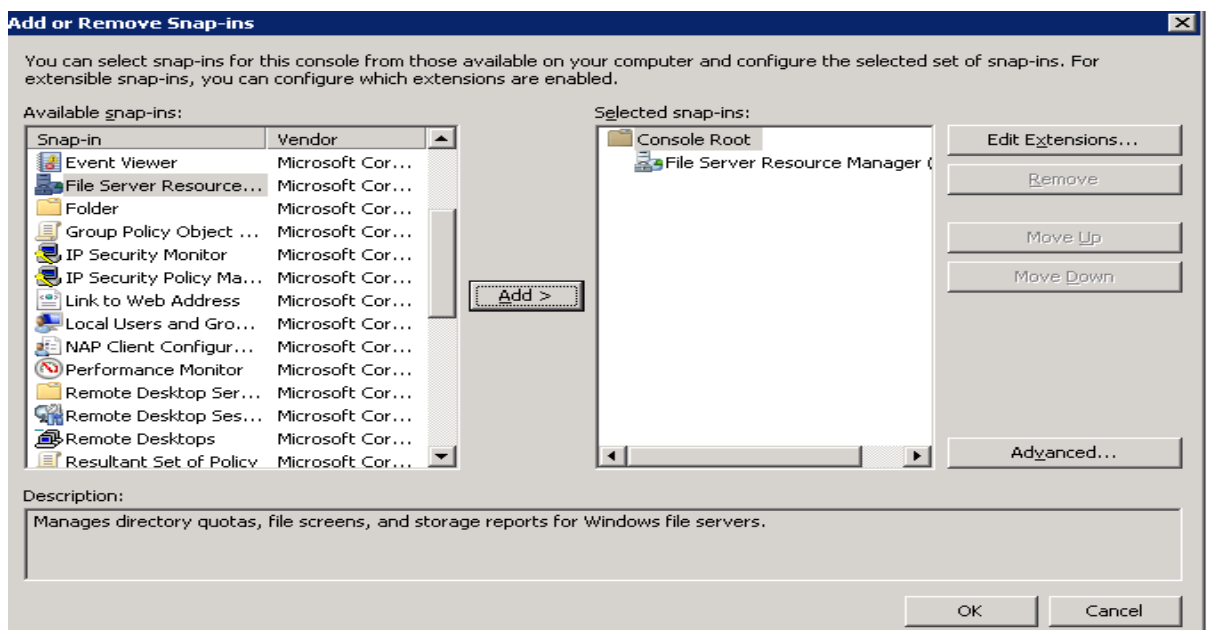 Add or Remove Snap-ins
You can select snap-ins for this console from those available on your computer and configure the selected set of snap-ins. For
extensible snap-ins, you can configure which extensions are enabled.
Available snap-ins:
Snap-in Vendor
Event Viewer Microsoft Cor...
File Server Resource... Microsoft Cor...
Folder Microsoft Cor...
Group Policy Object ... Microsoft Cor...
IP Security Monitor Microsoft Cor...
IP Security Policy Ma... Microsoft Cor...
Link to Web Address Microsoft Cor...
Local Users and Gro... Microsoft Cor...
NAP Client Configur... Microsoft Cor...
Performance Monitor Microsoft Cor...
Remote Desktop Ser... Microsoft Cor...
Remote Desktop Ses... Microsoft Cor...
Remote Desktops Microsoft Cor...
Resultant Set of Policy Microsoft Cor...
Add >
Selected snap-ins:
Console Root
File Server Resource Manager (
Edit Extensions...
Remove
Move Up
Move Down
Advanced...
Description:
Manages directory quotas, file screens, and storage reports for Windows file servers.
OK Cancel